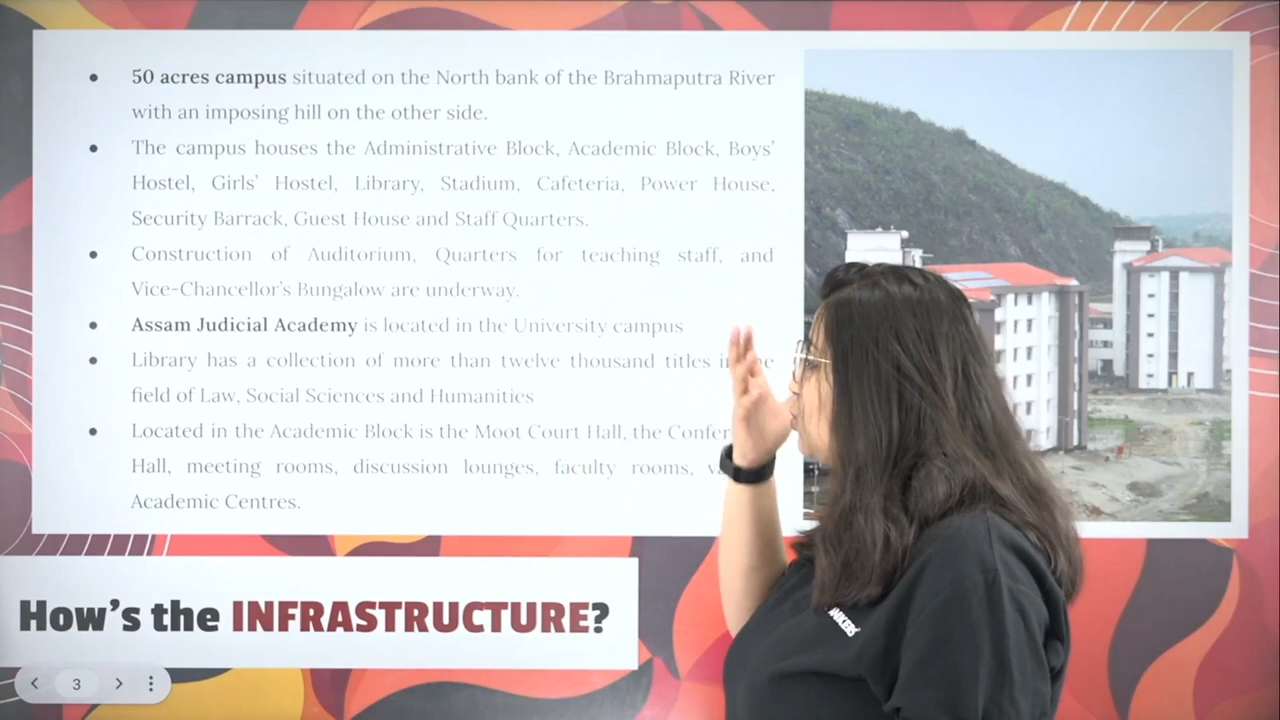 50 acres campus situated on the North bank of the Brahmaputra River
with an imposing hill on the other side.
The campus houses the Administrative Block, Academic Block, Boys'
Hostel, Girls' Hostel, Library, Stadium, Cafeteria, Power House,
Security Barrack, Guest House and Staff Quarters.
Construction of Auditorium, Quarters for teaching staff, and
Vice-Chancellor's Bungalow are underway.
Assam Judicial Academy is located in the University campus
Library has a collection of more than twelve thousand titles
field of Law, Social Sciences and Humanities
Located in the Academic Block is the Moot Court Hall, the
Hall, meeting rooms, discussion lounges, faculty rooms,
Academic Centres.
How's the INFRASTRUCTURE?
3